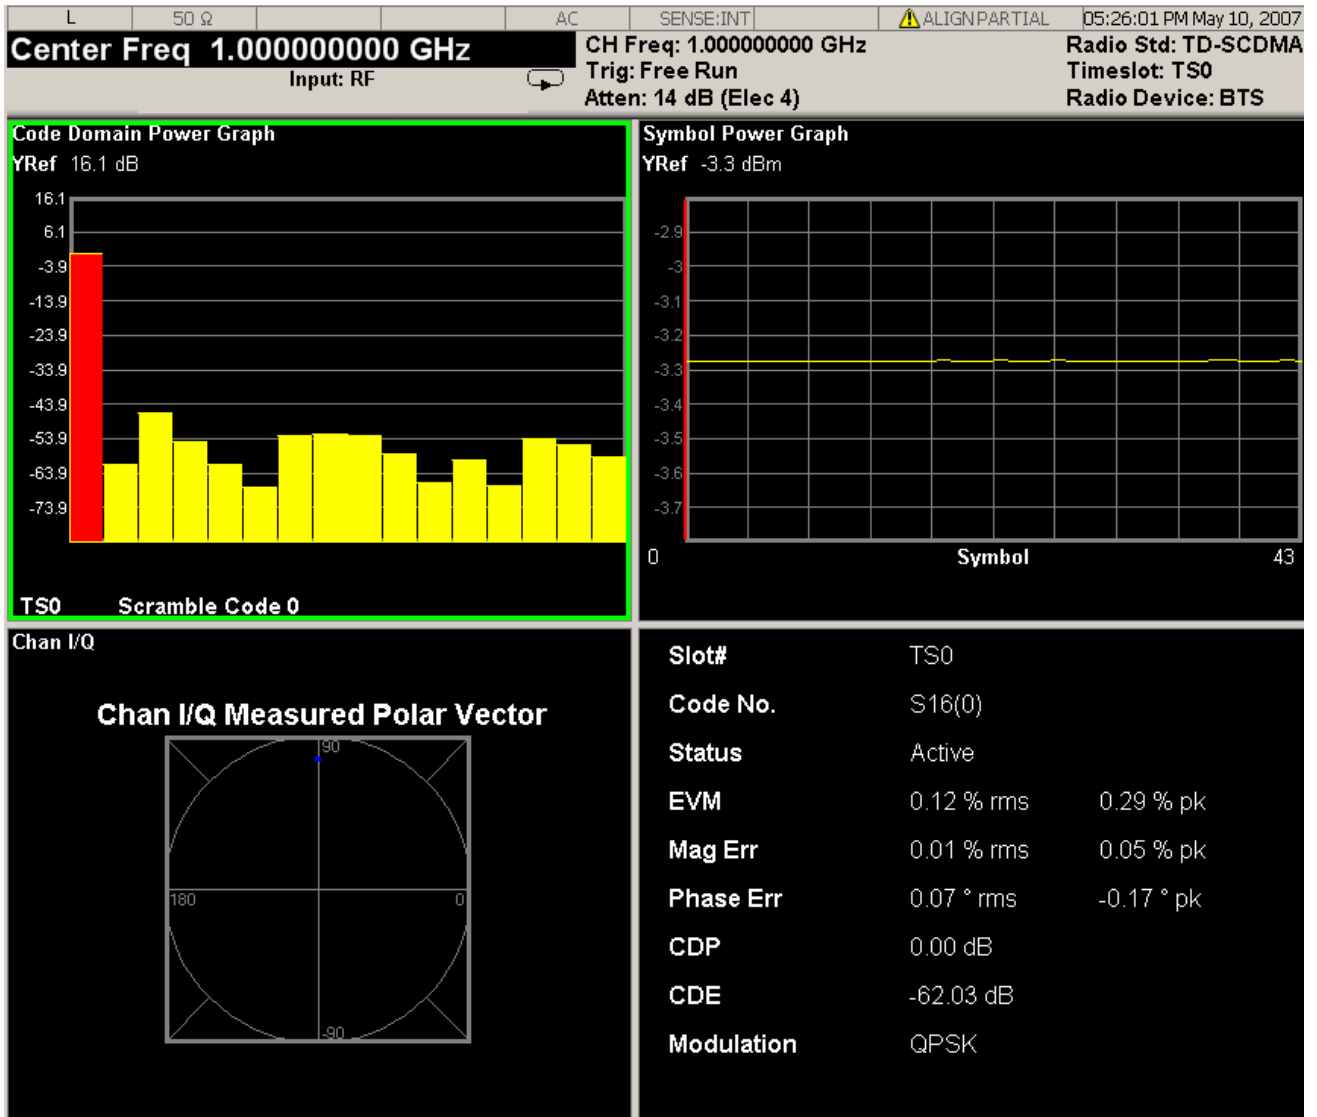 L 50 Ω AC SENSE:INT ALIGN PARTIAL 05:26:01 PM May 10, 2007
Center Freq 1.000000000 GHz
Input: RF
CH Freq: 1.000000000 GHz
Trig: Free Run
Atten: 14 dB (Elec 4)
Radio Std: TD-SCDMA
Timeslot: TS0
Radio Device: BTS
Code Domain Power Graph
YRef 16.1 dB
16.1
6.1
-3.9
-13.9
-23.9
-33.9
-43.9
-53.9
-63.9
-73.9
TS0 Scramble Code 0
Symbol Power Graph
YRef -3.3 dBm
-2.9
-3
-3.1
-3.2
-3.3
-3.4
-3.5
-3.6
-3.7
0 Symbol 43
Chan I/Q
Chan I/Q Measured Polar Vector
90
180 0
-90
Slot# TS0
Code No. S16(0)
Status Active
EVM 0.12 % rms 0.29 % pk
Mag Err 0.01 % rms 0.05 % pk
Phase Err 0.07 ° rms -0.17 ° pk
CDP 0.00 dB
CDE -62.03 dB
Modulation QPSK